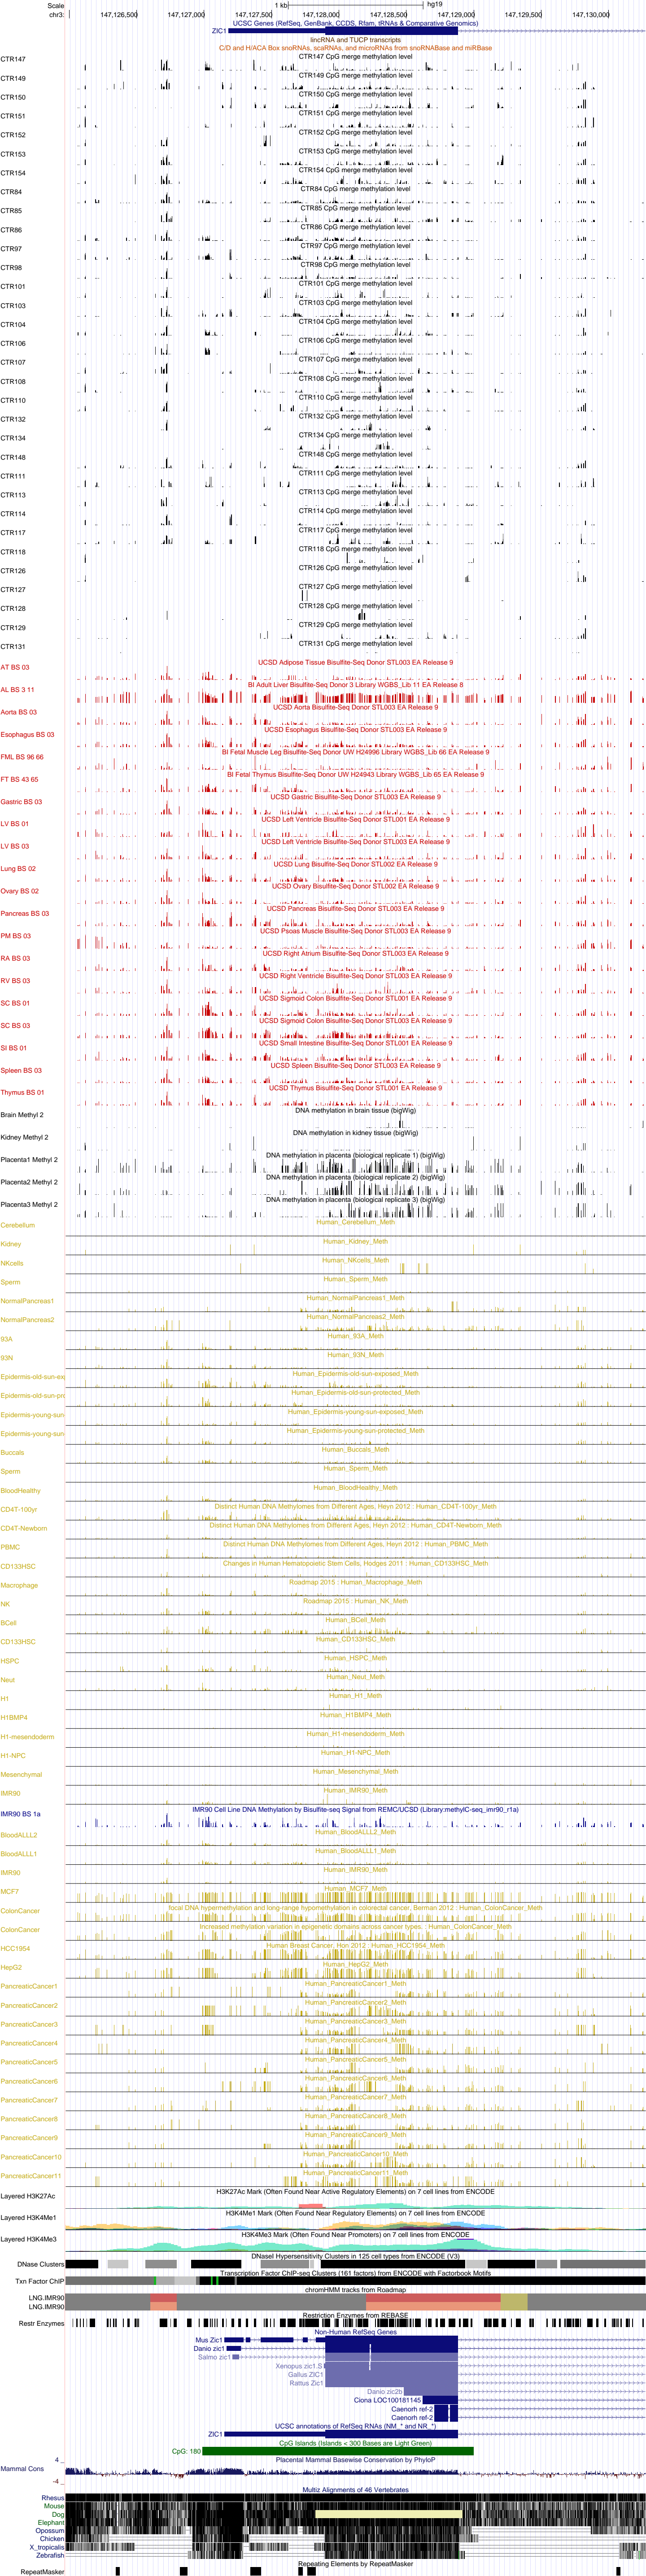 Scale 1 kb hg19
chr3: 147,126,500 147,127,000 147,127,500 147,128,000 147,128,500 147,129,000 147,129,500 147,130,000
UCSC Genes (RefSeq, GenBank, CCDS, Rfam, tRNAs & Comparative Genomics)
ZIC1
lincRNA and TUCP transcripts
C/D and H/ACA Box snoRNAs, scaRNAs, and microRNAs from snoRNABase and miRBase
CTR147 CTR147 CpG merge methylation level
CTR149 CTR149 CpG merge methylation level
CTR150 CTR150 CpG merge methylation level
CTR151 CTR151 CpG merge methylation level
CTR152 CTR152 CpG merge methylation level
CTR153 CTR153 CpG merge methylation level
CTR154 CTR154 CpG merge methylation level
CTR84 CTR84 CpG merge methylation level
CTR85 CTR85 CpG merge methylation level
CTR86 CTR86 CpG merge methylation level
CTR97 CTR97 CpG merge methylation level
CTR98 CTR98 CpG merge methylation level
CTR101 CTR101 CpG merge methylation level
CTR103 CTR103 CpG merge methylation level
CTR104 CTR104 CpG merge methylation level
CTR106 CTR106 CpG merge methylation level
CTR107 CTR107 CpG merge methylation level
CTR108 CTR108 CpG merge methylation level
CTR110 CTR110 CpG merge methylation level
CTR132 CTR132 CpG merge methylation level
CTR134 CTR134 CpG merge methylation level
CTR148 CTR148 CpG merge methylation level
CTR111 CTR111 CpG merge methylation level
CTR113 CTR113 CpG merge methylation level
CTR114 CTR114 CpG merge methylation level
CTR117 CTR117 CpG merge methylation level
CTR118 CTR118 CpG merge methylation level
CTR126 CTR126 CpG merge methylation level
CTR127 CTR127 CpG merge methylation level
CTR128 CTR128 CpG merge methylation level
CTR129 CTR129 CpG merge methylation level
CTR131 CTR131 CpG merge methylation level
AT BS 03 UCSD Adipose Tissue Bisulfite-Seq Donor STL003 EA Release 9
AL BS 3 11 BI Adult Liver Bisulfite-Seq Donor 3 Library WGBS_Lib 11 EA Release 8
Aorta BS 03 UCSD Aorta Bisulfite-Seq Donor STL003 EA Release 9
Esophagus BS 03 UCSD Esophagus Bisulfite-Seq Donor STL003 EA Release 9
FML BS 96 66 BI Fetal Muscle Leg Bisulfite-Seq Donor UW H24996 Library WGBS_Lib 66 EA Release 9
FT BS 43 65 BI Fetal Thymus Bisulfite-Seq Donor UW H24943 Library WGBS_Lib 65 EA Release 9
Gastric BS 03 UCSD Gastric Bisulfite-Seq Donor STL003 EA Release 9
LV BS 01 UCSD Left Ventricle Bisulfite-Seq Donor STL001 EA Release 9
LV BS 03 UCSD Left Ventricle Bisulfite-Seq Donor STL003 EA Release 9
Lung BS 02 UCSD Lung Bisulfite-Seq Donor STL002 EA Release 9
Ovary BS 02 UCSD Ovary Bisulfite-Seq Donor STL002 EA Release 9
Pancreas BS 03 UCSD Pancreas Bisulfite-Seq Donor STL003 EA Release 9
PM BS 03 UCSD Psoas Muscle Bisulfite-Seq Donor STL003 EA Release 9
RA BS 03 UCSD Right Atrium Bisulfite-Seq Donor STL003 EA Release 9
RV BS 03 UCSD Right Ventricle Bisulfite-Seq Donor STL003 EA Release 9
SC BS 01 UCSD Sigmoid Colon Bisulfite-Seq Donor STL001 EA Release 9
SC BS 03 UCSD Sigmoid Colon Bisulfite-Seq Donor STL003 EA Release 9
SI BS 01 UCSD Small Intestine Bisulfite-Seq Donor STL001 EA Release 9
Spleen BS 03 UCSD Spleen Bisulfite-Seq Donor STL003 EA Release 9
Thymus BS 01 UCSD Thymus Bisulfite-Seq Donor STL001 EA Release 9
Brain Methyl 2 DNA methylation in brain tissue (bigWig)
Kidney Methyl 2 DNA methylation in kidney tissue (bigWig)
Placenta1 Methyl 2 DNA methylation in placenta (biological replicate 1) (bigWig)
Placenta2 Methyl 2 DNA methylation in placenta (biological replicate 2) (bigWig)
Placenta3 Methyl 2 DNA methylation in placenta (biological replicate 3) (bigWig)
Cerebellum Human_Cerebellum_Meth
Kidney Human_Kidney_Meth
NKcells Human_NKcells_Meth
Sperm Human_Sperm_Meth
NormalPancreas1 Human_NormalPancreas1_Meth
NormalPancreas2 Human_NormalPancreas2_Meth
93A Human_93A_Meth
93N Human_93N_Meth
Epidermis-old-sun-ex Human_Epidermis-old-sun-exposed_Meth
Epidermis-old-sun-pr Human_Epidermis-old-sun-protected_Meth
Epidermis-young-sun Human_Epidermis-young-sun-exposed_Meth
Epidermis-young-sun Human_Epidermis-young-sun-protected_Meth
Buccals Human_Buccals_Meth
Sperm Human_Sperm_Meth
BloodHealthy Human_BloodHealthy_Meth
CD4T-100yr Distinct Human DNA Methylomes from Different Ages, Heyn 2012 : Human_CD4T-100yr_Meth
CD4T-Newborn Distinct Human DNA Methylomes from Different Ages, Heyn 2012 : Human_CD4T-Newborn_Meth
PBMC Distinct Human DNA Methylomes from Different Ages, Heyn 2012 : Human_PBMC_Meth
CD133HSC Changes in Human Hematopoietic Stem Cells, Hodges 2011 : Human_CD133HSC_Meth
Macrophage Roadmap 2015 : Human_Macrophage_Meth
NK Roadmap 2015 : Human_NK_Meth
BCell Human_BCell_Meth
CD133HSC Human_CD133HSC_Meth
HSPC Human_HSPC_Meth
Neut Human_Neut_Meth
H1 Human_H1_Meth
H1BMP4 Human_H1BMP4_Meth
H1-mesendoderm Human_H1-mesendoderm_Meth
H1-NPC Human_H1-NPC_Meth
Mesenchymal Human_Mesenchymal_Meth
IMR90 Human_IMR90_Meth
IMR90 BS 1a IMR90 Cell Line DNA Methylation by Bisulfite-seq Signal from REMC/UCSD (Library:methylC-seq_imr90_r1a)
BloodALLL2 Human_BloodALLL2_Meth
BloodALLL1 Human_BloodALLL1_Meth
IMR90 Human_IMR90_Meth
MCF7 Human_MCF7_Meth
ColonCancer focal DNA hypermethylation and long-range hypomethylation in colorectal cancer, Berman 2012 : Human_ColonCancer_Meth
ColonCancer Increased methylation variation in epigenetic domains across cancer types. : Human_ColonCancer_Meth
HCC1954 Human Breast Cancer, Hon 2012 : Human_HCC1954_Meth
HepG2 Human_HepG2_Meth
PancreaticCancer1 Human_PancreaticCancer1_Meth
PancreaticCancer2 Human_PancreaticCancer2_Meth
PancreaticCancer3 Human_PancreaticCancer3_Meth
PancreaticCancer4 Human_PancreaticCancer4_Meth
PancreaticCancer5 Human_PancreaticCancer5_Meth
PancreaticCancer6 Human_PancreaticCancer6_Meth
PancreaticCancer7 Human_PancreaticCancer7_Meth
PancreaticCancer8 Human_PancreaticCancer8_Meth
PancreaticCancer9 Human_PancreaticCancer9_Meth
PancreaticCancer10 Human_PancreaticCancer10_Meth
PancreaticCancer11 Human_PancreaticCancer11_Meth
Layered H3K27Ac H3K27Ac Mark (Often Found Near Active Regulatory Elements) on 7 cell lines from ENCODE
Layered H3K4Me1 H3K4Me1 Mark (Often Found Near Regulatory Elements) on 7 cell lines from ENCODE
Layered H3K4Me3 H3K4Me3 Mark (Often Found Near Promoters) on 7 cell lines from ENCODE
DNaseI Hypersensitivity Clusters in 125 cell types from ENCODE (V3)
DNase Clusters
Transcription Factor ChIP-seq Clusters (161 factors) from ENCODE with Factorbook Motifs
Txn Factor ChIP
chromHMM tracks from Roadmap
LNG.IMR90
LNG.IMR90
Restriction Enzymes from REBASE
Restr Enzymes
Non-Human RefSeq Genes
Mus Zic1
Danio zic1
Salmo zic1
Xenopus zic1.S
Gallus ZIC1
Rattus Zic1
Danio zic2b
Ciona LOC100181145
Caenorh ref-2
Caenorh ref-2
UCSC annotations of RefSeq RNAs (NM_* and NR_*)
ZIC1
CpG Islands (Islands < 300 Bases are Light Green)
CpG: 180
Placental Mammal Basewise Conservation by PhyloP
4 _
Mammal Cons
-4 _
Multiz Alignments of 46 Vertebrates
Rhesus
Mouse
Dog
Elephant
Opossum
Chicken
X_tropicalis
Zebrafish
Repeating Elements by RepeatMasker
RepeatMasker